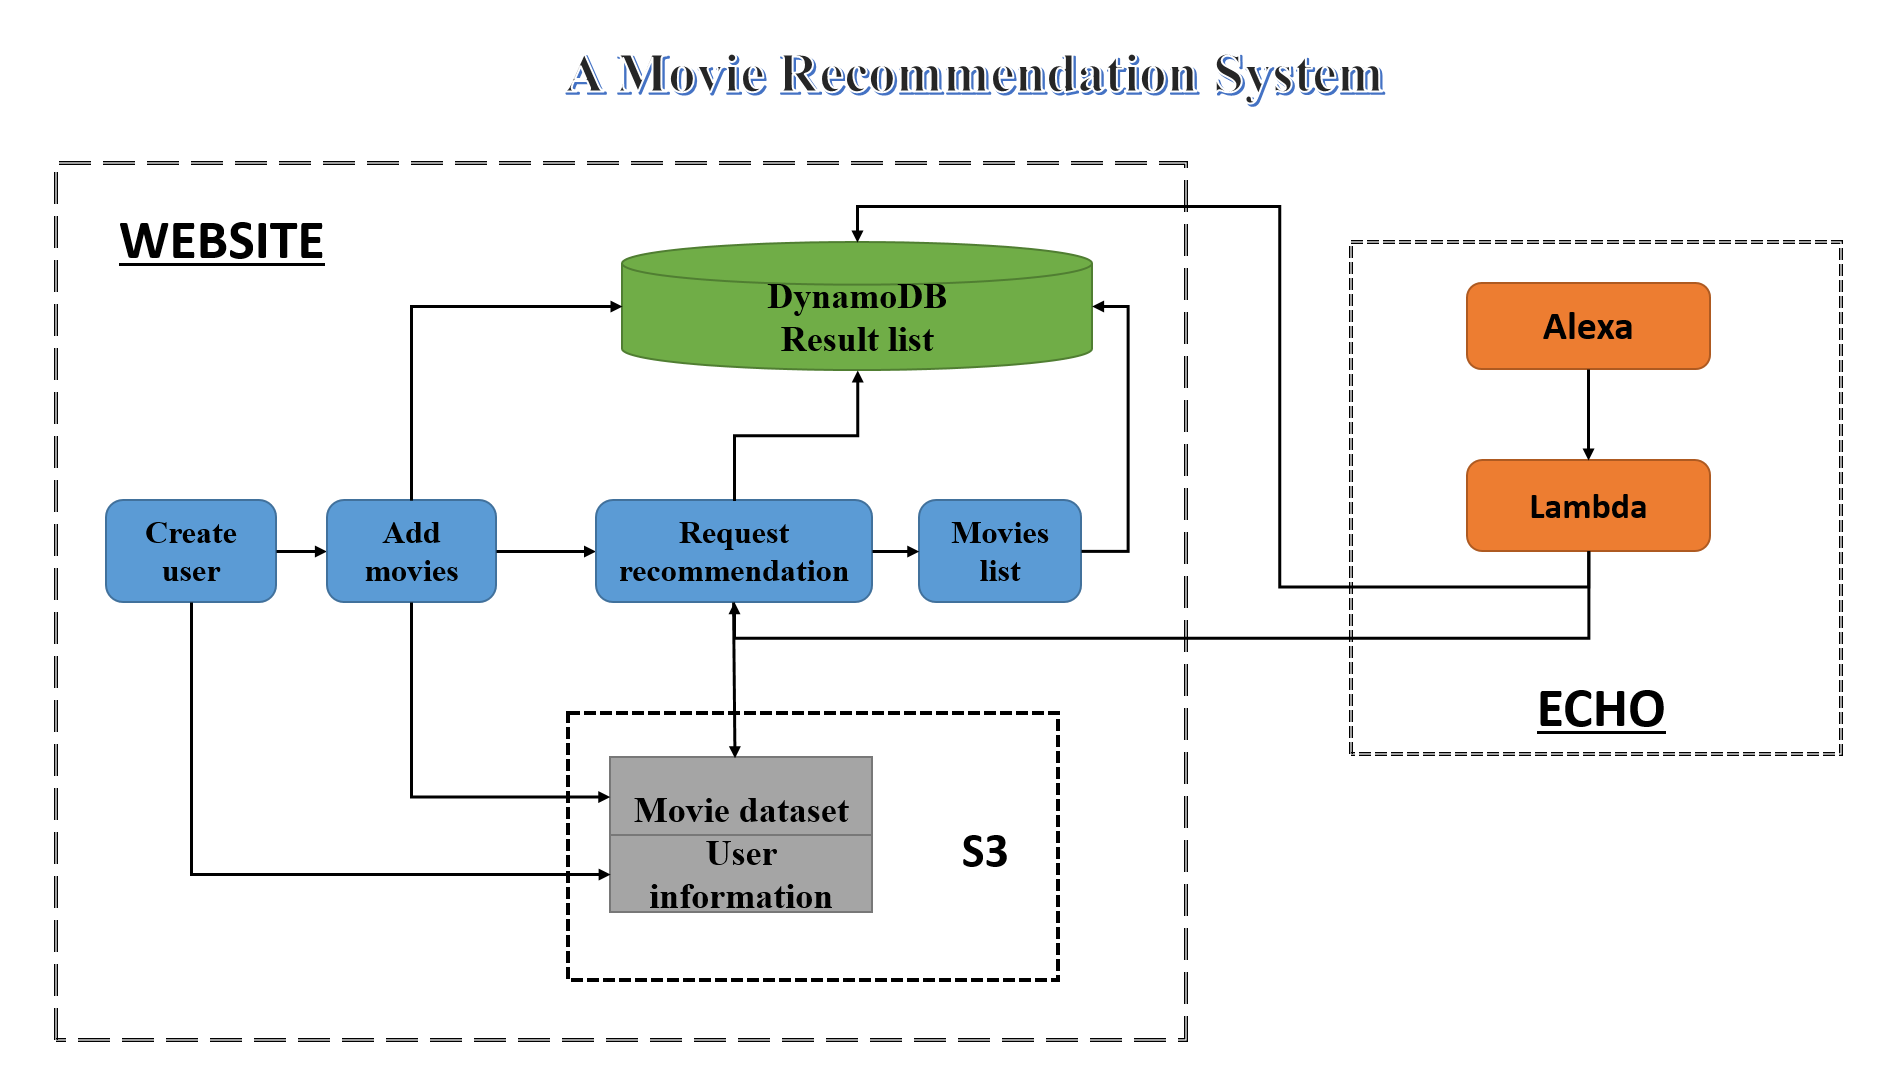 A Movie Recommendation System
WEBSITE
DynamoDB
Result list
Alexa
Lambda
Create
user
Add
movies
Request
recommendation
Movies
list
ECHO
Movie dataset
User
information
S3